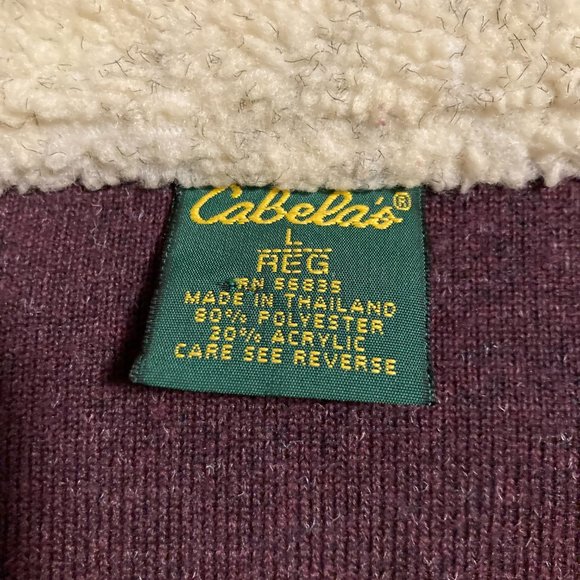 Cabela's®
L
REG
RN 56835
MADE IN THAILAND
80% POLYESTER
20% ACRYLIC
CARE SEE REVERSE